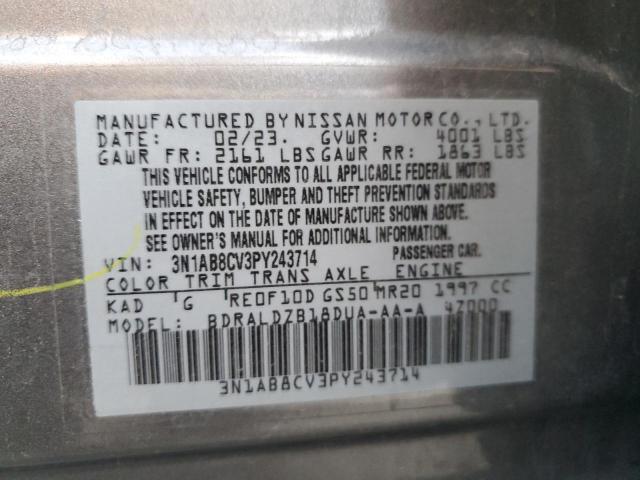 MANUFACTURED BY NISSAN MOTOR CO., LTD.
DATE: 02/23. GVWR: 4001 LBS
GAWR FR: 2161 LBS GAWR RR: 1863 LBS
THIS VEHICLE CONFORMS TO ALL APPLICABLE FEDERAL MOTOR
VEHICLE SAFETY, BUMPER AND THEFT PREVENTION STANDARDS
IN EFFECT ON THE DATE OF MANUFACTURE SHOWN ABOVE.
SEE OWNER'S MANUAL FOR ADDITIONAL INFORMATION.
VIN: 3N1AB8CV3PY243714 PASSENGER CAR.
COLOR TRIM TRANS AXLE ENGINE
KAD G RE0F10D GS50 MR20 1997 CC
MODEL: BDRALDZB18DUA-AA-A 4Z000
3N1AB8CV3PY243714